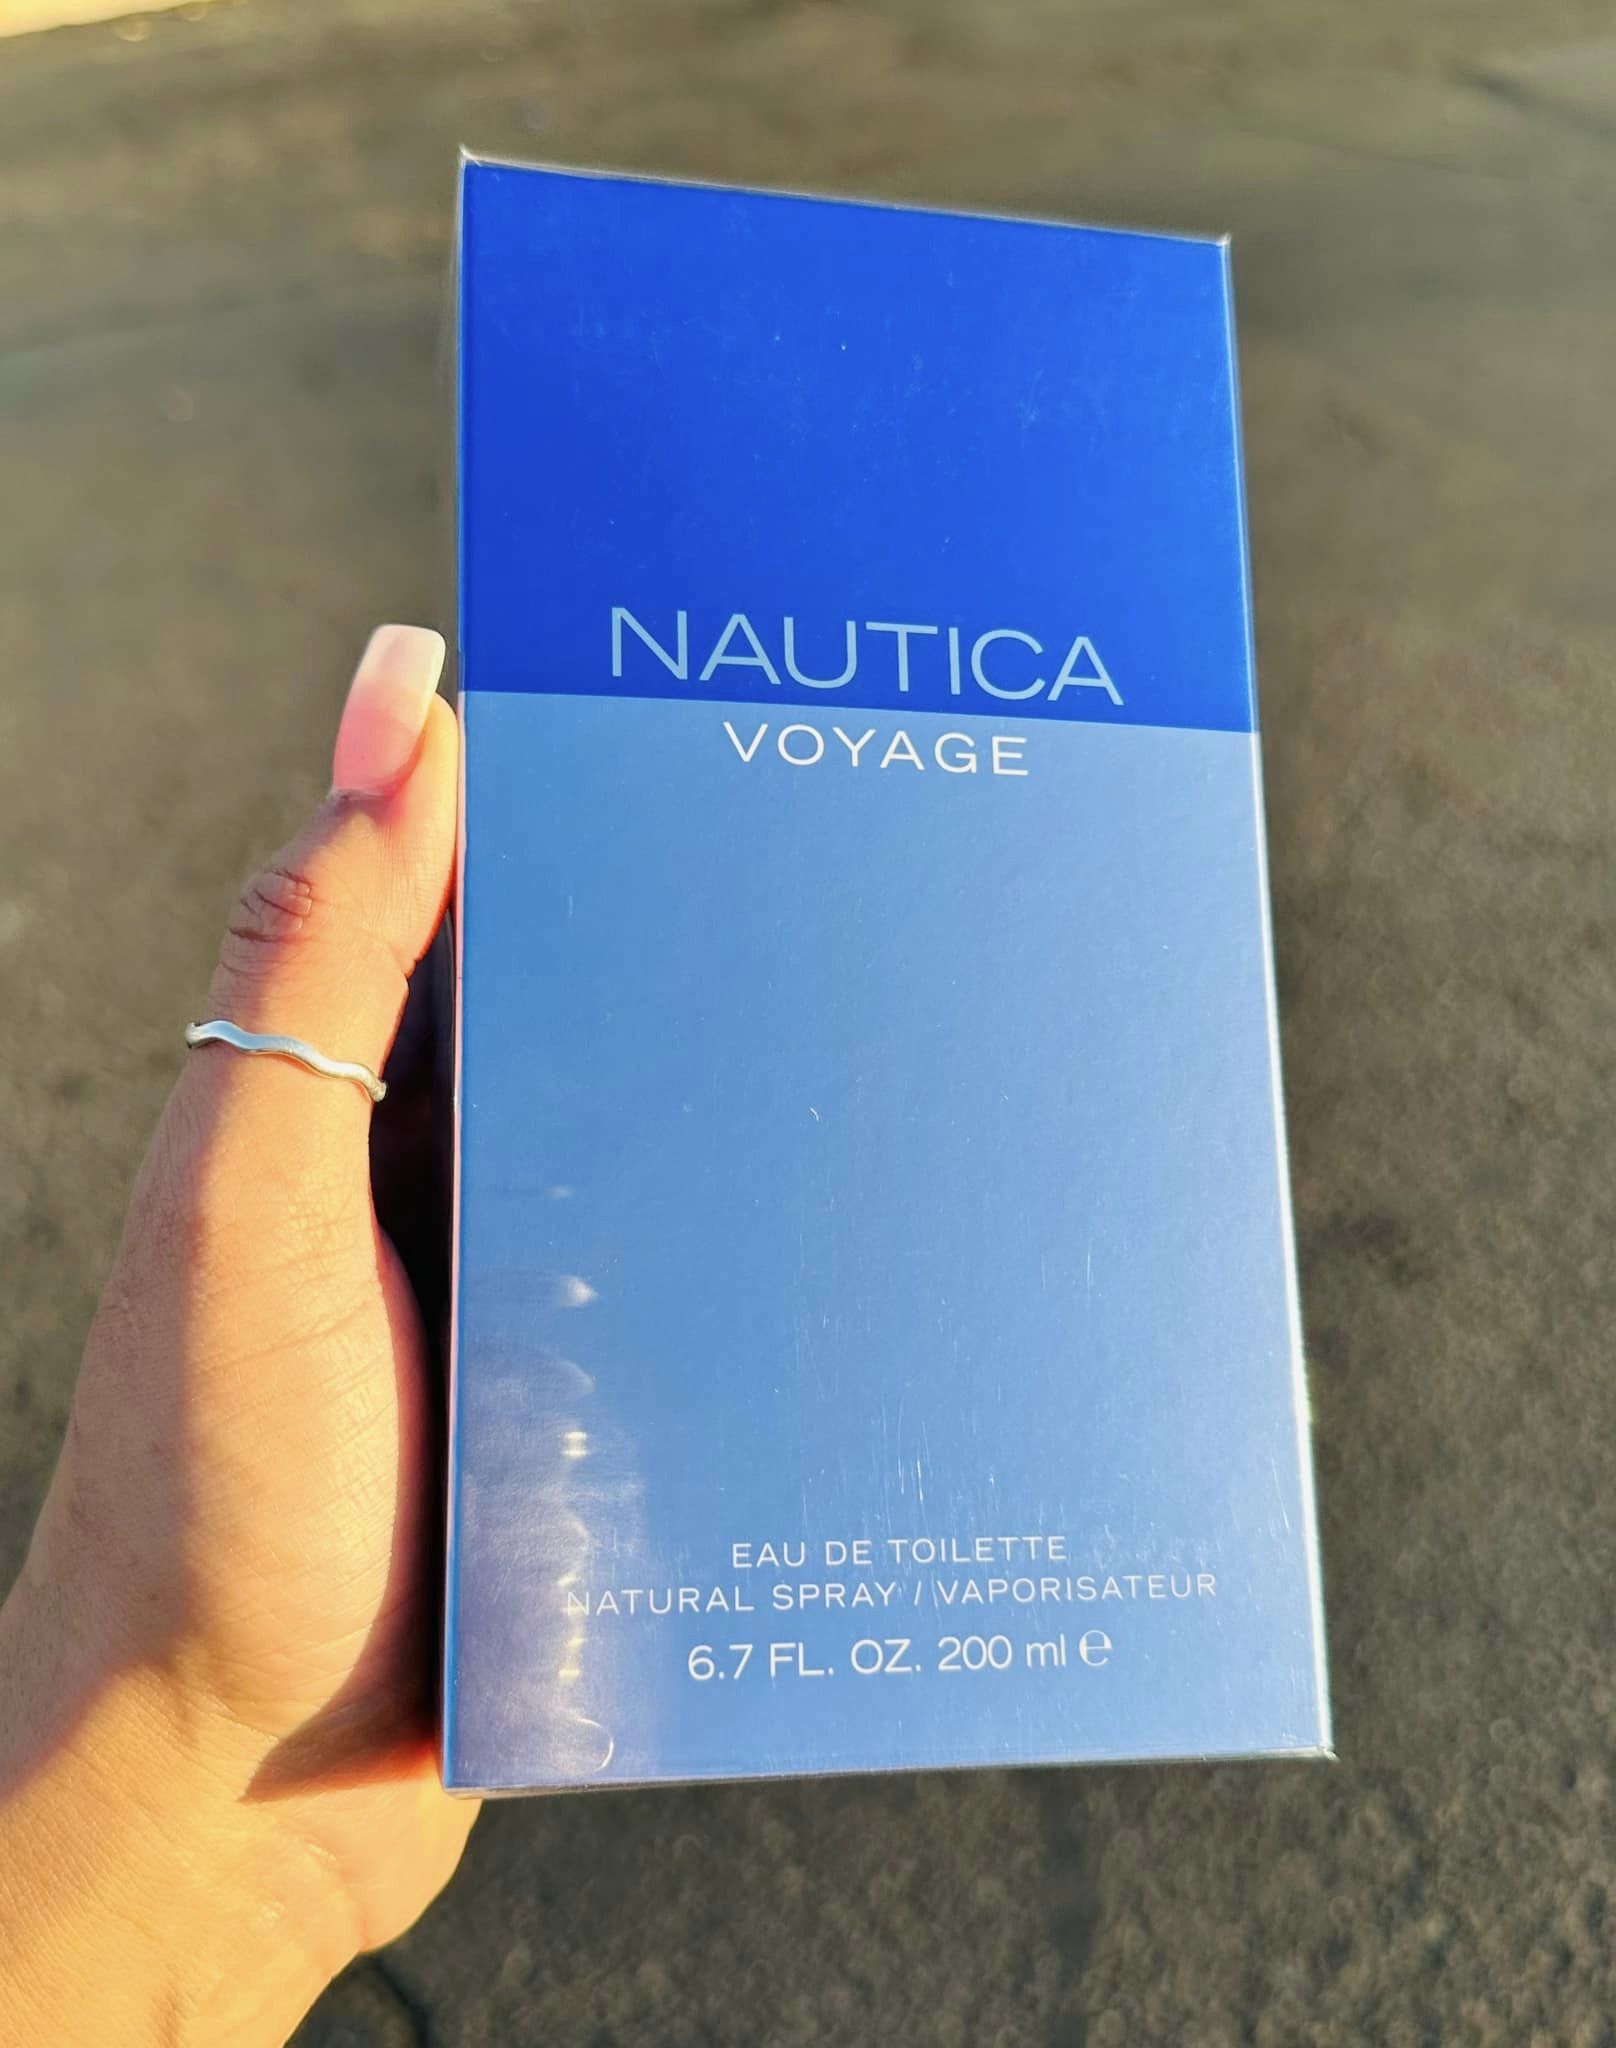 NAUTICA
VOYAGE
EAU DE TOILETTE
NATURAL SPRAY / VAPORISATEUR
6.7 FL. OZ. 200 ml ℮